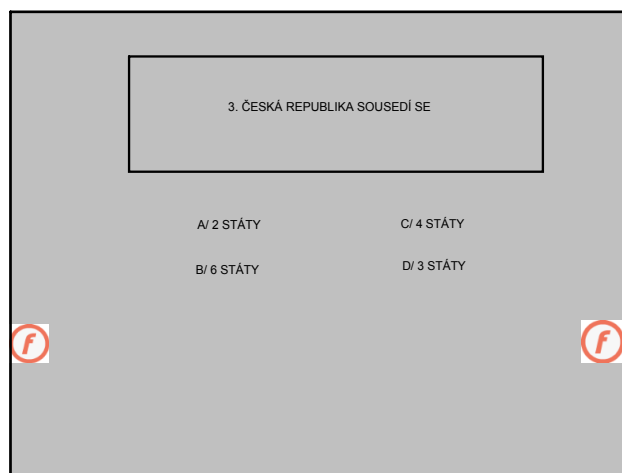 3. ČESKÁ REPUBLIKA SOUSEDÍ SE
A/ 2 STÁTY
C/ 4 STÁTY
B/ 6 STÁTY
D/ 3 STÁTY
f
f